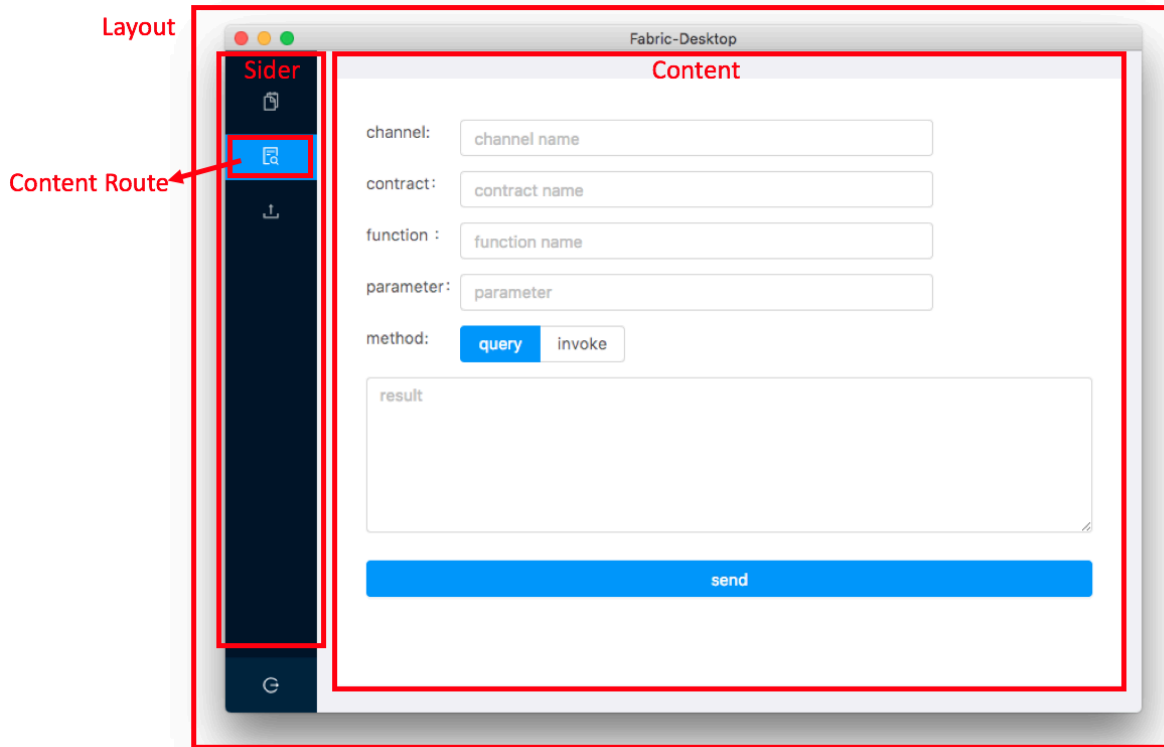 Layout
Fabric-Desktop
Sider
Content
Content Route
channel:
channel name
contract：
contract name
function ：
function name
parameter：
parameter
method:
query
invoke
result
send